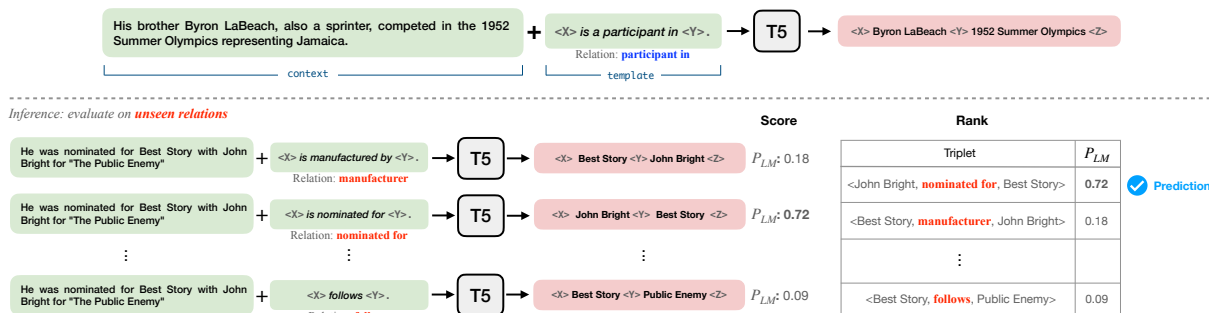 His brother Byron LaBeach, also a sprinter, competed in the 1952
Summer Olympics representing Jamaica.
+
<X> is a participant in <Y>.
T5
<X> Byron LaBeach <Y> 1952 Summer Olympics <Z>
Relation: participant in
context
template
Inference: evaluate on unseen relations
Score
Rank
He was nominated for Best Story with John
Bright for "The Public Enemy"
+
<X> is manufactured by <Y>.
T5
<X> Best Story <Y> John Bright <Z>
P_LM: 0.18
Relation: manufacturer
He was nominated for Best Story with John
Bright for "The Public Enemy"
+
<X> is nominated for <Y>.
T5
<X> John Bright <Y> Best Story <Z>
P_LM: 0.72
Relation: nominated for
⋮
⋮
⋮
He was nominated for Best Story with John
Bright for "The Public Enemy"
+
<X> follows <Y>.
T5
<X> Best Story <Y> Public Enemy <Z>
P_LM: 0.09
Triplet P_LM
<John Bright, nominated for, Best Story> 0.72
Prediction
<Best Story, manufacturer, John Bright> 0.18
⋮
<Best Story, follows, Public Enemy> 0.09